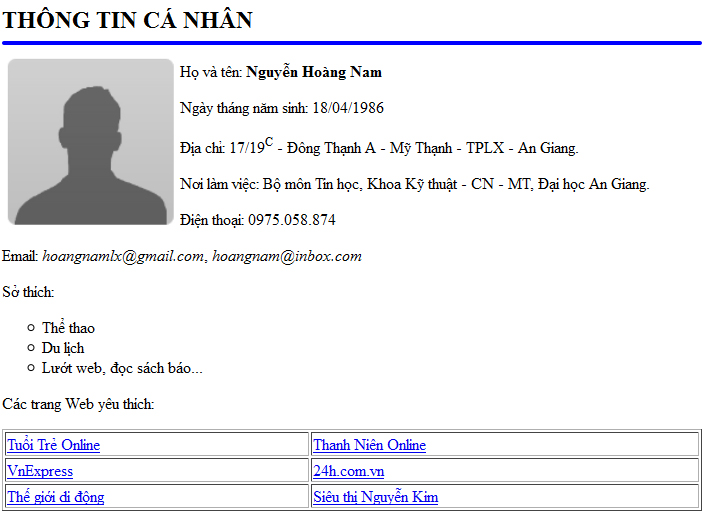 THÔNG TIN CÁ NHÂN
Họ và tên: Nguyễn Hoàng Nam
Ngày tháng năm sinh: 18/04/1986
Địa chỉ: 17/19C - Đông Thạnh A - Mỹ Thạnh - TPLX - An Giang.
Nơi làm việc: Bộ môn Tin học, Khoa Kỹ thuật - CN - MT, Đại học An Giang.
Điện thoại: 0975.058.874
Email: hoangnamlx@gmail.com, hoangnam@inbox.com
Sở thích:
Thể thao
Du lịch
Lướt web, đọc sách báo...
Các trang Web yêu thích:
Tuổi Trẻ Online Thanh Niên Online
VnExpress 24h.com.vn
Thế giới di động Siêu thị Nguyễn Kim